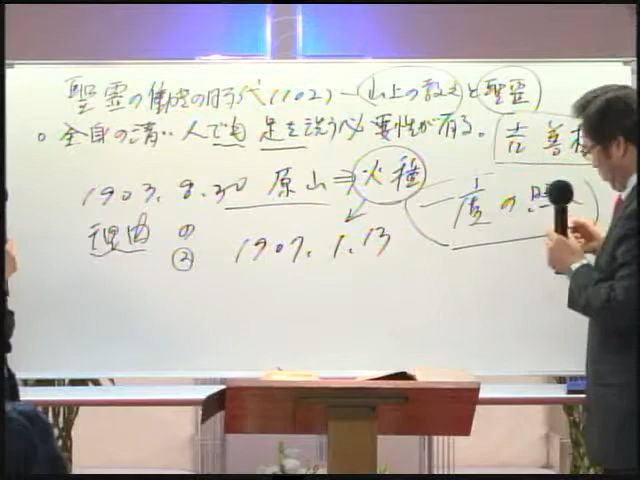 聖霊の働きの時代(1102) - 山上の教えと聖霊
○ 全身の清い人でも 足を洗う必要性が有る。 吉善
1903. 8. 30 原山 ⇒ 火種 一度の
理由の② 1907. 1. 13